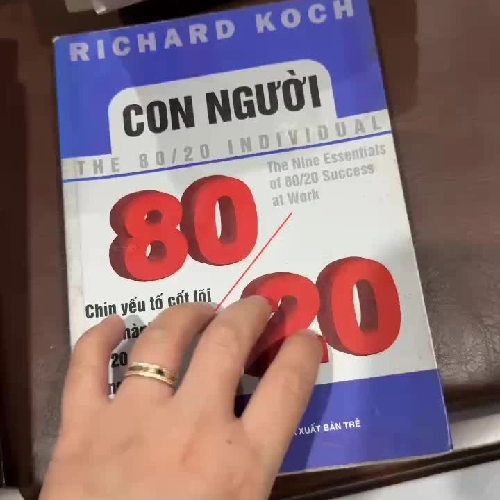 RICHARD KOCH
CON NGƯỜI
THE 80/20 INDIVIDUAL
The Nine Essentials
of 80/20 Success
at Work
80
20
Chín yếu tố cốt lõi
20
XUẤT BẢN TRẺ